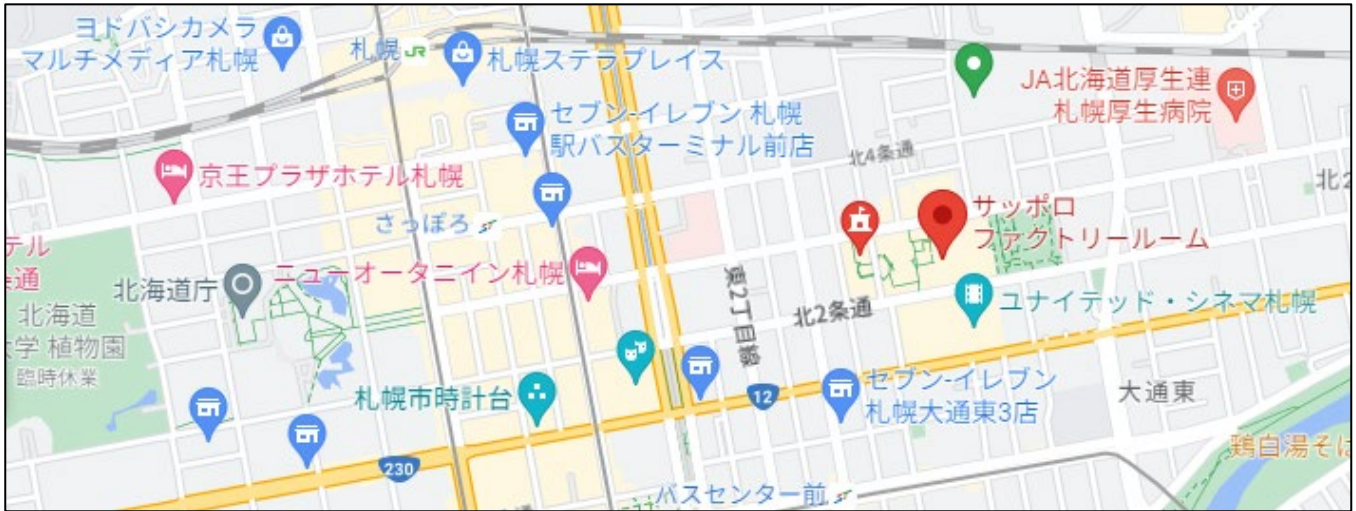 ヨドバシカメラ
マルチメディア札幌
札幌 JR
札幌ステラプレイス
セブン-イレブン 札幌
駅バスターミナル前店
JA北海道厚生連
札幌厚生病院
北4条通
京王プラザホテル札幌
さっぽろ
サッポロ
ファクトリールーム
テル
通
ニューオータニイン札幌
北海道庁
東2丁目線
北2条通
ユナイテッド・シネマ札幌
北海道
学 植物園
臨時休業
札幌市時計台
12
セブン-イレブン
札幌大通東3店
大通東
230
バスセンター前
鶏白湯そば